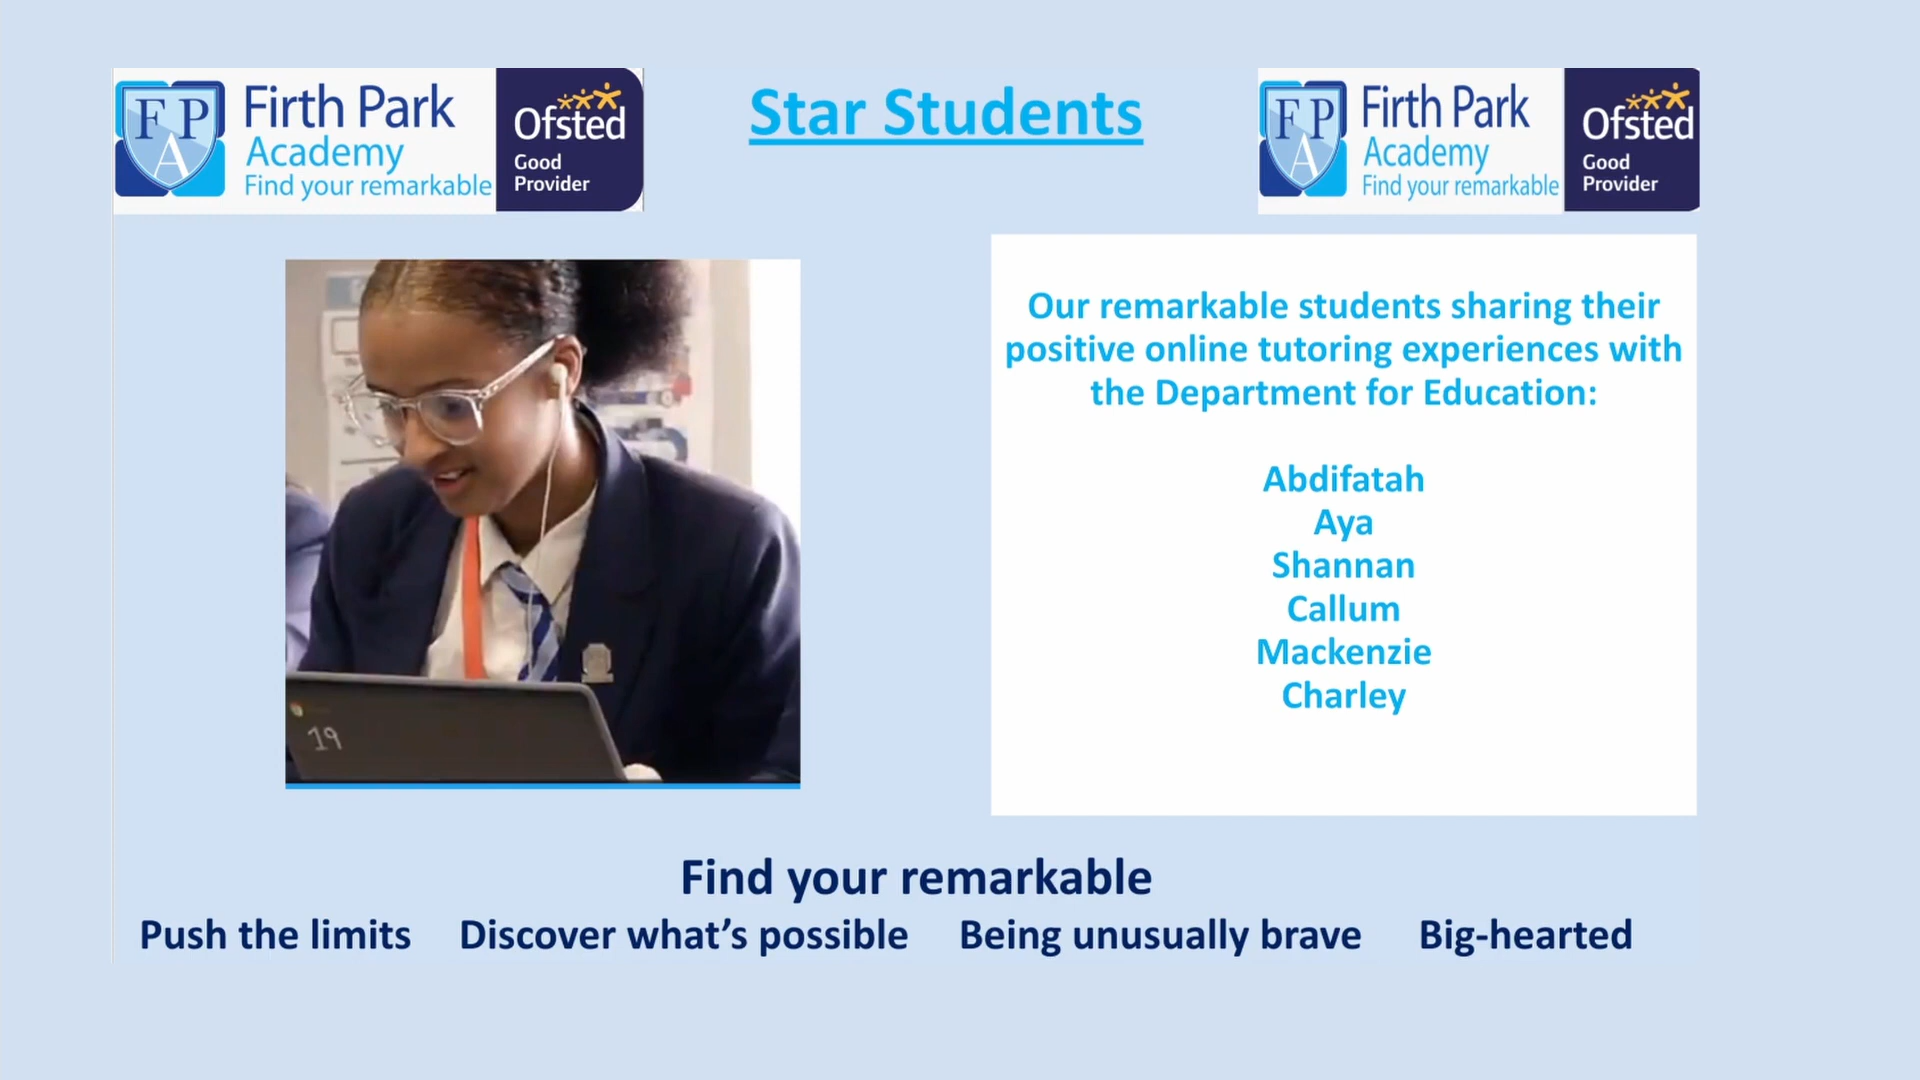 F P
A
Firth Park
Academy
Find your remarkable
Ofsted
Good
Provider
Star Students
F P
A
Firth Park
Academy
Find your remarkable
Ofsted
Good
Provider
19
Our remarkable students sharing their
positive online tutoring experiences with
the Department for Education:
Abdifatah
Aya
Shannan
Callum
Mackenzie
Charley
Find your remarkable
Push the limits Discover what’s possible Being unusually brave Big-hearted